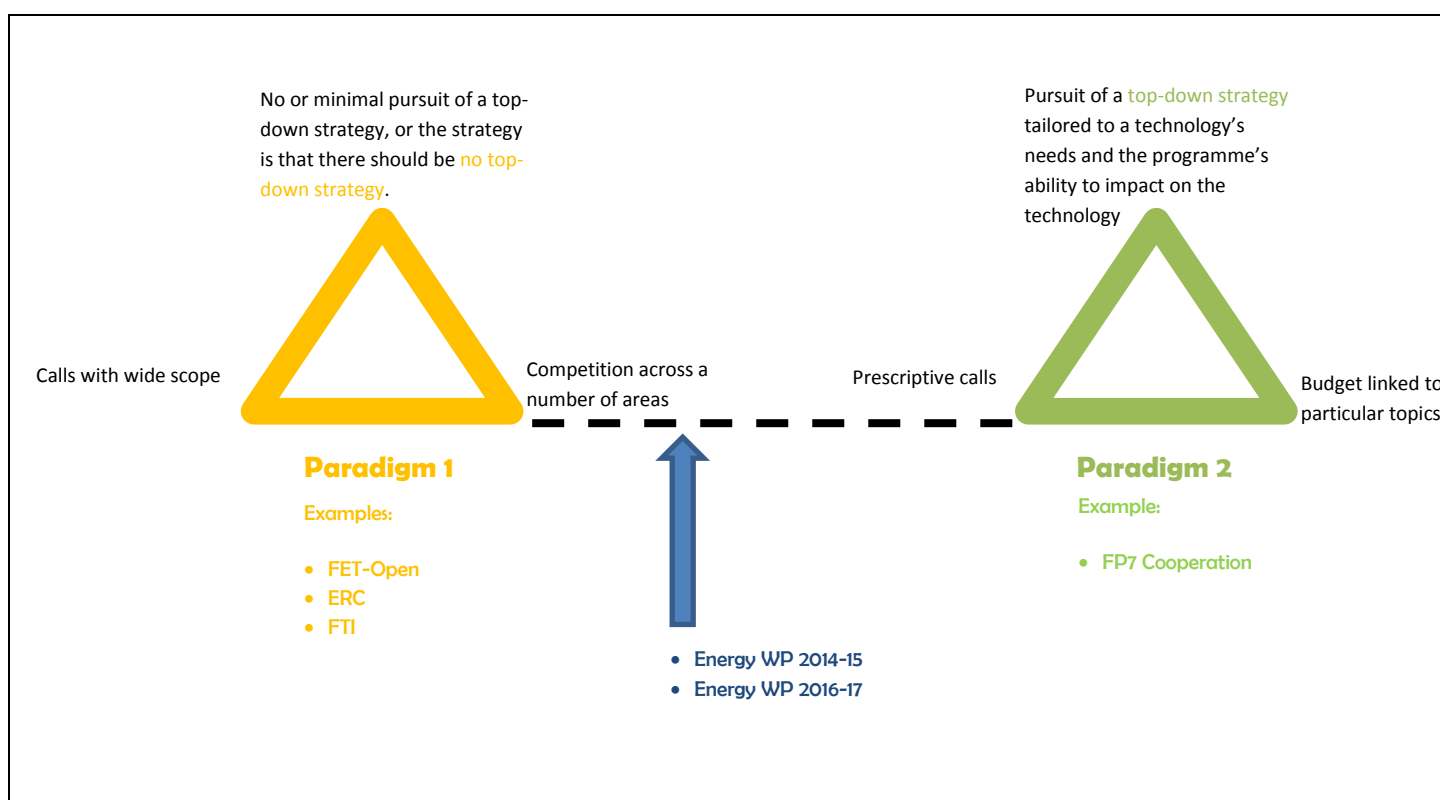 No or minimal pursuit of a top-
down strategy, or the strategy
is that there should be no top-
down strategy.
Calls with wide scope
Competition across a
number of areas
Paradigm 1
Examples:
• FET-Open
• ERC
• FTI
• Energy WP 2014-15
• Energy WP 2016-17
Pursuit of a top-down strategy
tailored to a technology’s
needs and the programme’s
ability to impact on the
technology
Prescriptive calls
Budget linked to
particular topics
Paradigm 2
Example:
• FP7 Cooperation